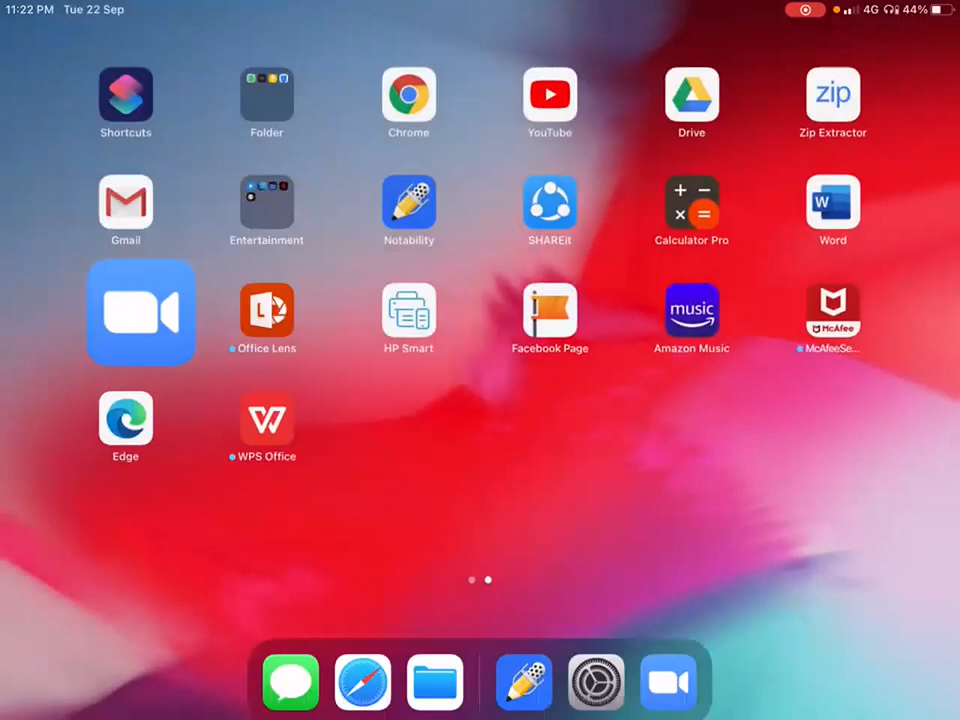 11:22 PM Tue 22 Sep 4G 44%
Shortcuts Folder Chrome YouTube Drive Zip Extractor
zip
Gmail Entertainment Notability SHAREit Calculator Pro Word
W
L
music
McAfee
Office Lens HP Smart Facebook Page Amazon Music McAfeeSe...
Edge WPS Office